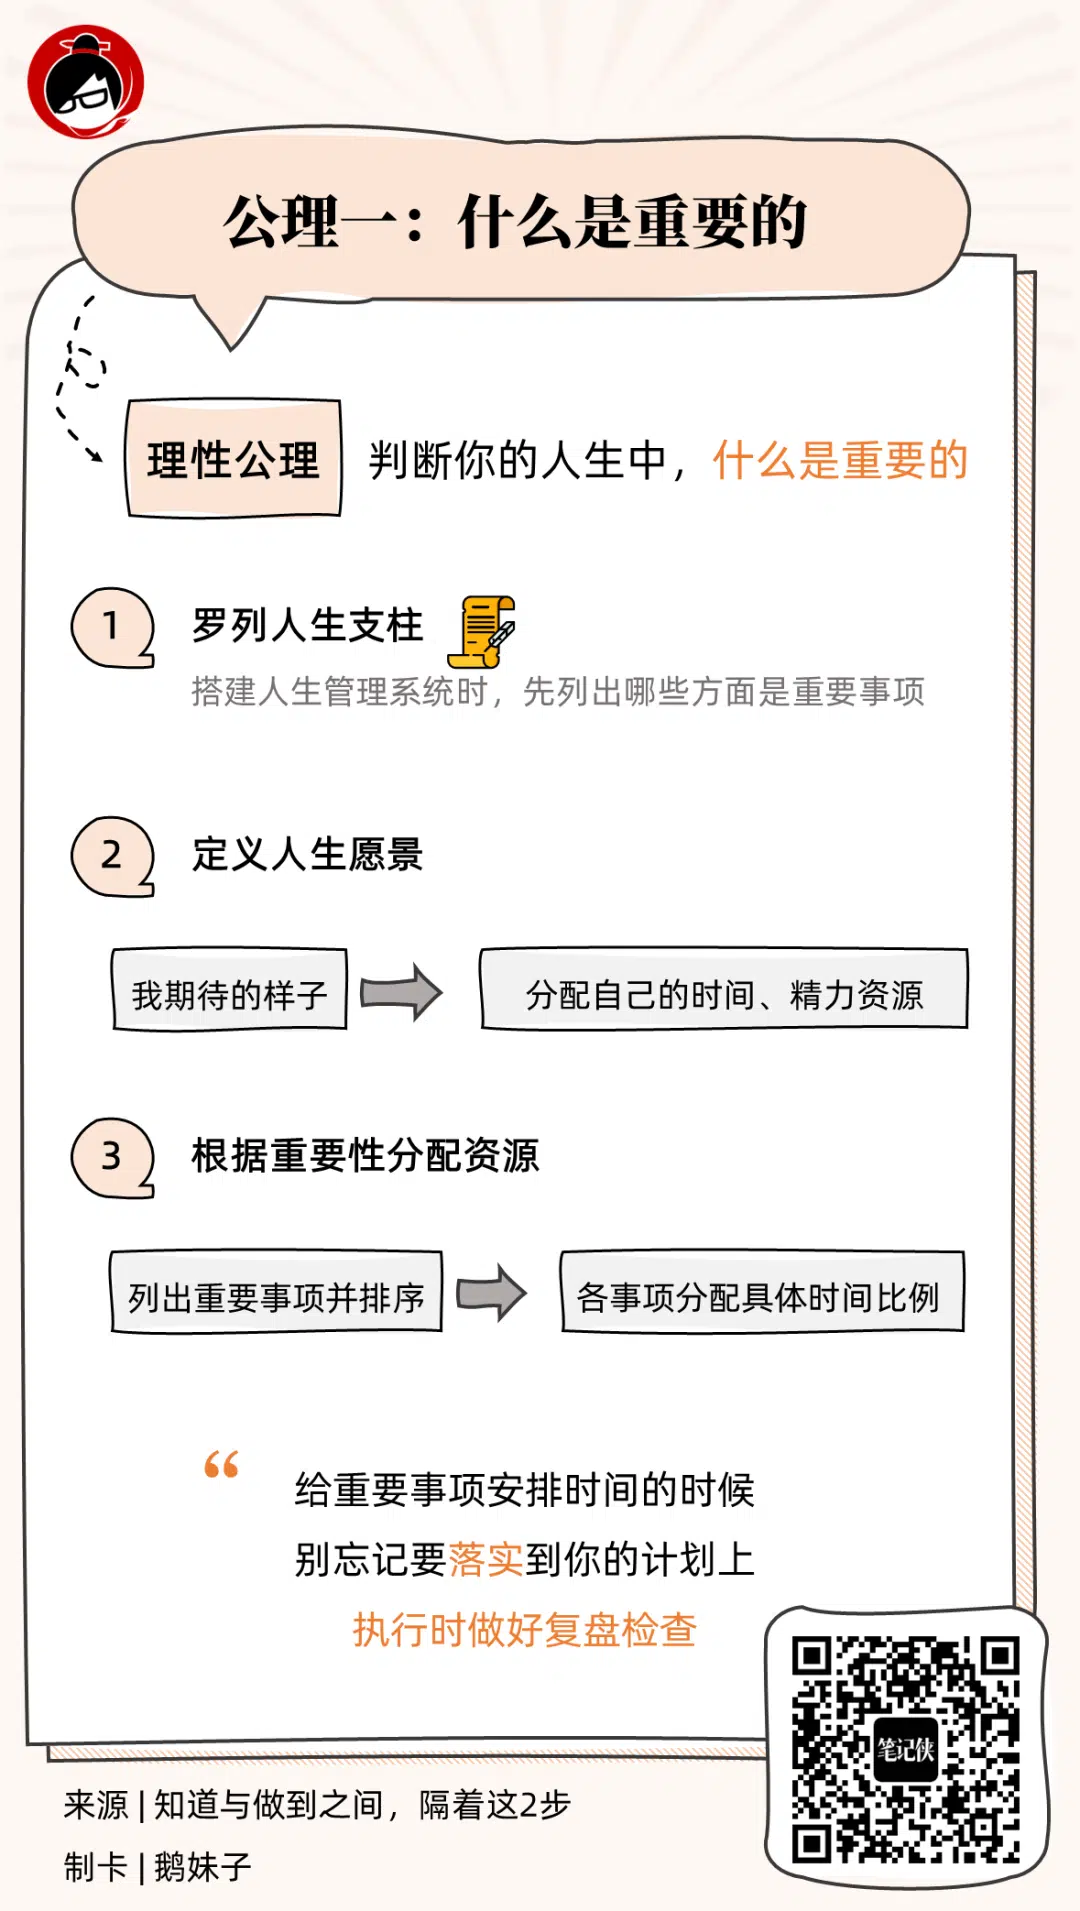 公理一：什么是重要的
理性公理 判断你的人生中，什么是重要的
1 罗列人生支柱
搭建人生管理系统时，先列出哪些方面是重要事项
2 定义人生愿景
我期待的样子 分配自己的时间、精力资源
3 根据重要性分配资源
列出重要事项并排序 各事项分配具体时间比例
“ 给重要事项安排时间的时候
别忘记要落实到你的计划上
执行时做好复盘检查
笔记侠
来源 | 知道与做到之间，隔着这2步
制卡 | 鹅妹子